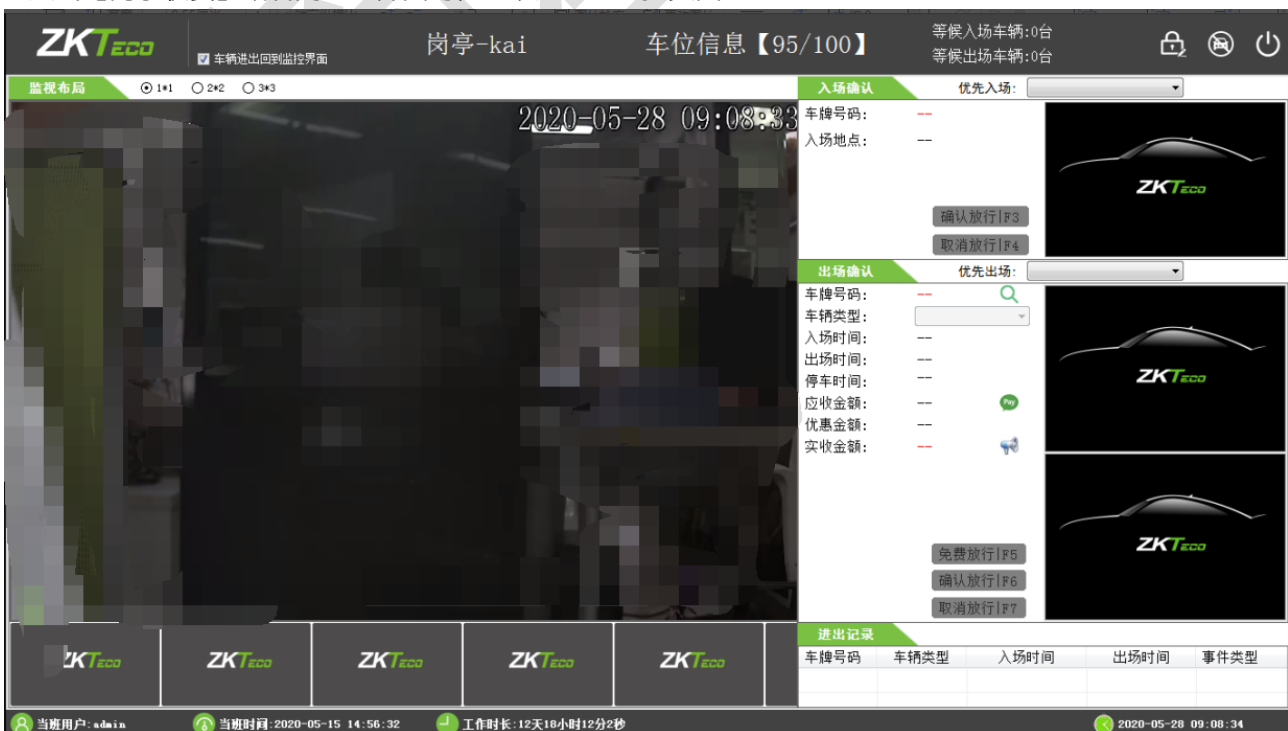 ZKTeco
车辆进出回到监控界面
岗亭-kai
车位信息【95/100】
等候入场车辆:0台
等候出场车辆:0台
监视布局
1*1
2*2
3*3
2020-05-28 09:08:33
入场确认
优先入场:
车牌号码: --
入场地点: --
确认放行|F3
取消放行|F4
ZKTeco
出场确认
优先出场:
车牌号码: --
车辆类型:
入场时间: --
出场时间: --
停车时间: --
应收金额: --
Pay
优惠金额: --
实收金额: --
免费放行|F5
确认放行|F6
取消放行|F7
ZKTeco
ZKTeco
ZKTeco
ZKTeco
ZKTeco
ZKTeco
ZKTeco
进出记录
车牌号码 车辆类型 入场时间 出场时间 事件类型
当班用户:admin
当班时间:2020-05-15 14:56:32
工作时长:12天18小时12分2秒
2020-05-28 09:08:34